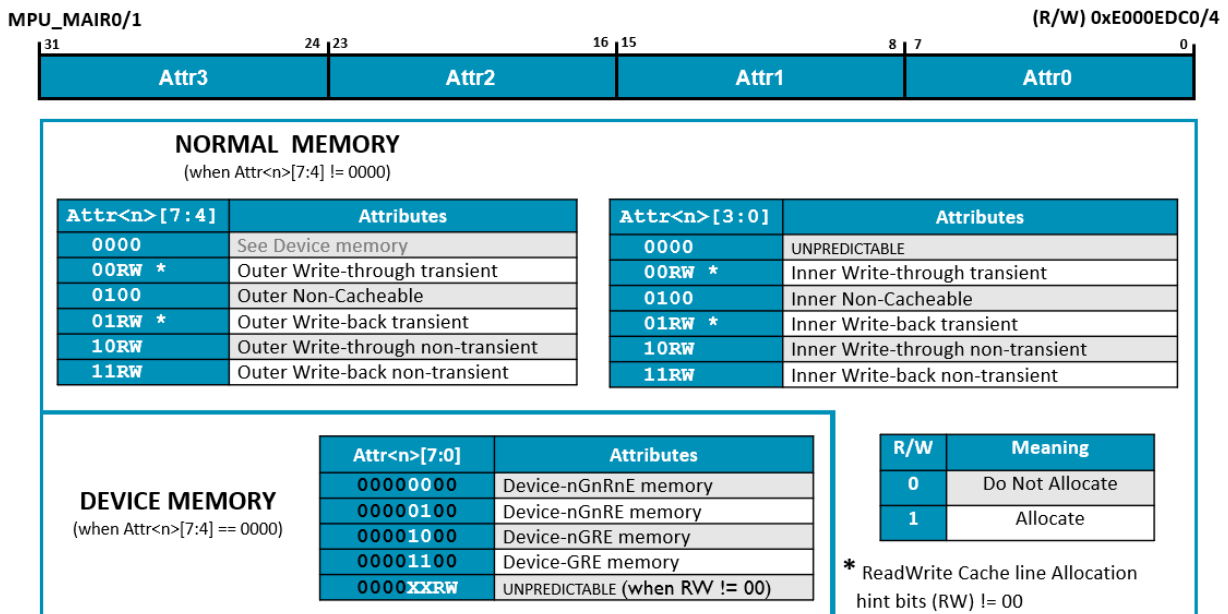 MPU_MAIR0/1 (R/W) 0xE000EDC0/4
31 24 23 16 15 8 7 0
Attr3 Attr2 Attr1 Attr0
NORMAL MEMORY
(when Attr<n>[7:4] != 0000)
Attr<n>[7:4] Attributes
0000 See Device memory
00RW * Outer Write-through transient
0100 Outer Non-Cacheable
01RW * Outer Write-back transient
10RW Outer Write-through non-transient
11RW Outer Write-back non-transient
Attr<n>[3:0] Attributes
0000 UNPREDICTABLE
00RW * Inner Write-through transient
0100 Inner Non-Cacheable
01RW * Inner Write-back transient
10RW Inner Write-through non-transient
11RW Inner Write-back non-transient
DEVICE MEMORY
(when Attr<n>[7:4] == 0000)
Attr<n>[7:0] Attributes
00000000 Device-nGnRnE memory
00000100 Device-nGnRE memory
00001000 Device-nGRE memory
00001100 Device-GRE memory
0000XXRW UNPREDICTABLE (when RW != 00)
R/W Meaning
0 Do Not Allocate
1 Allocate
* ReadWrite Cache line Allocation
hint bits (RW) != 00